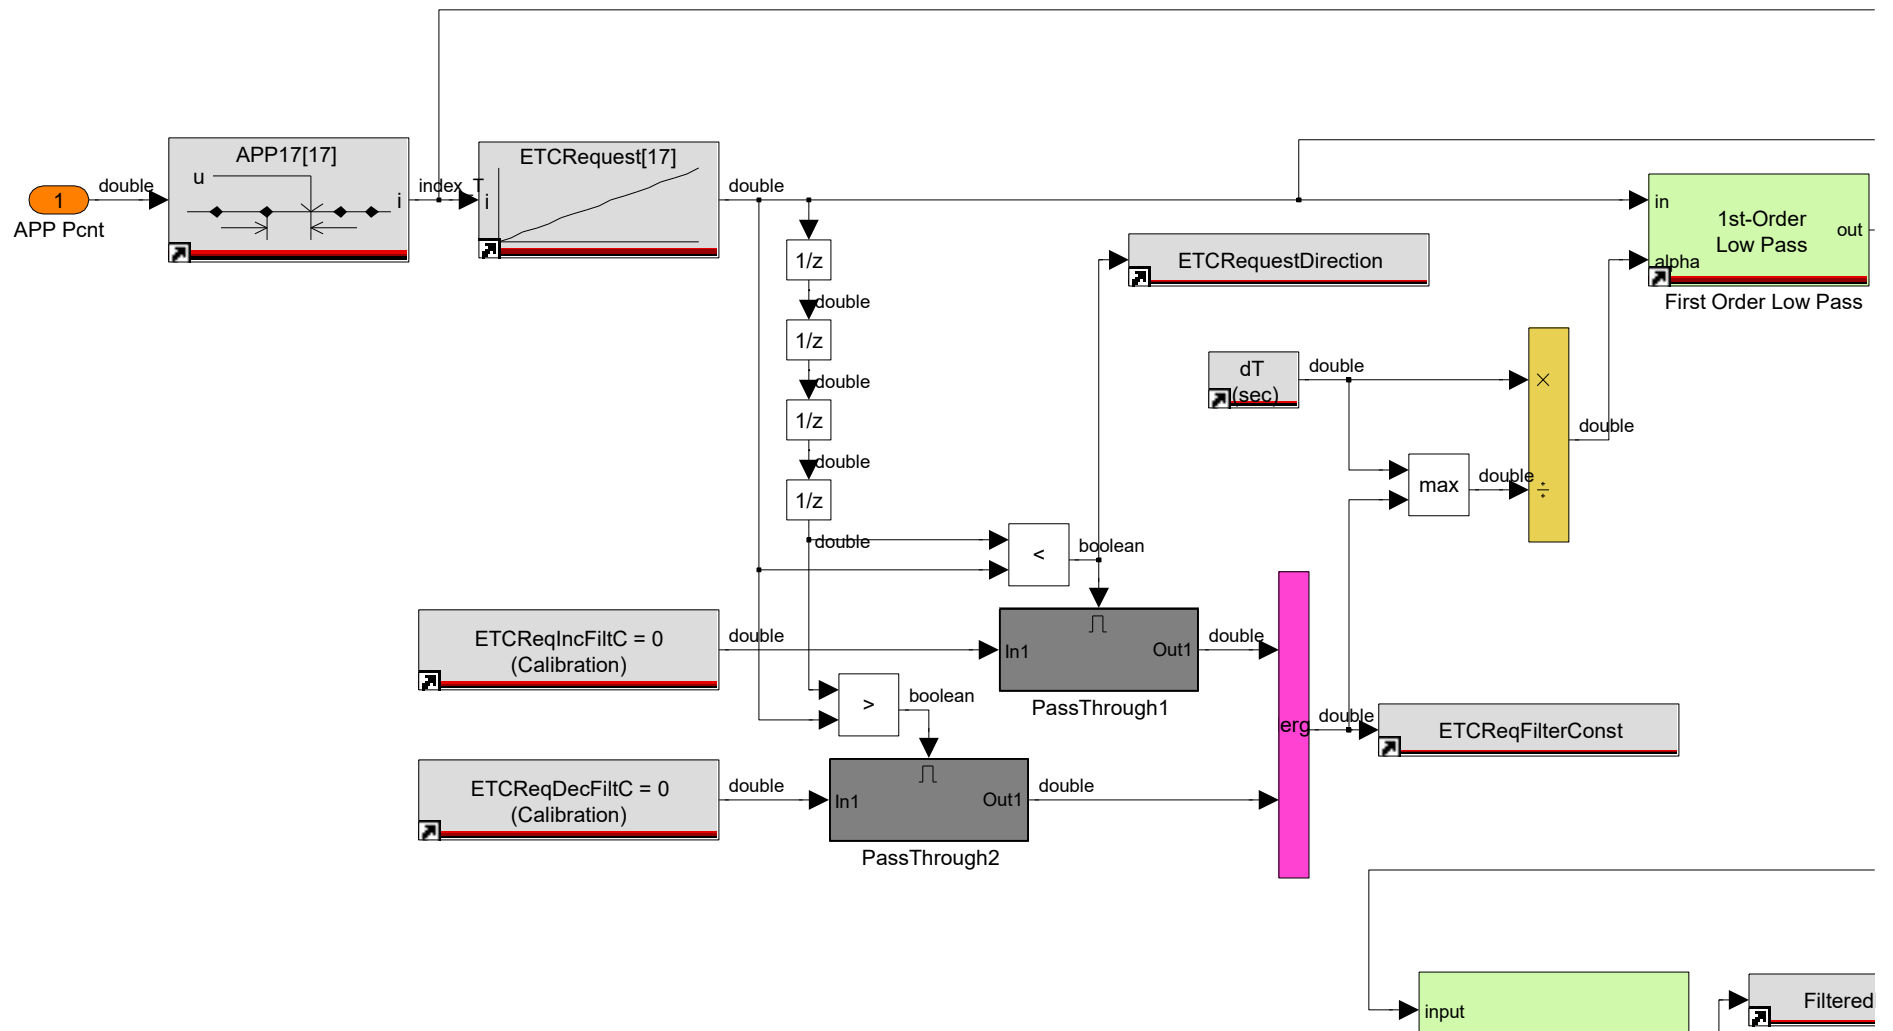 APP17[17]
u
i
1
double
APP Pcnt
index_T
ETCRequest[17]
i
double
in
1st-Order
Low Pass
out
alpha
First Order Low Pass
ETCRequestDirection
1/z
double
1/z
double
1/z
double
1/z
double
dT
(sec)
double
×
double
max
double
÷
<
boolean
ETCReqIncFiltC = 0
(Calibration)
double
In1
Out1
double
PassThrough1
>
boolean
erg
double
ETCReqFilterConst
ETCReqDecFiltC = 0
(Calibration)
double
In1
Out1
double
PassThrough2
input
Filtered